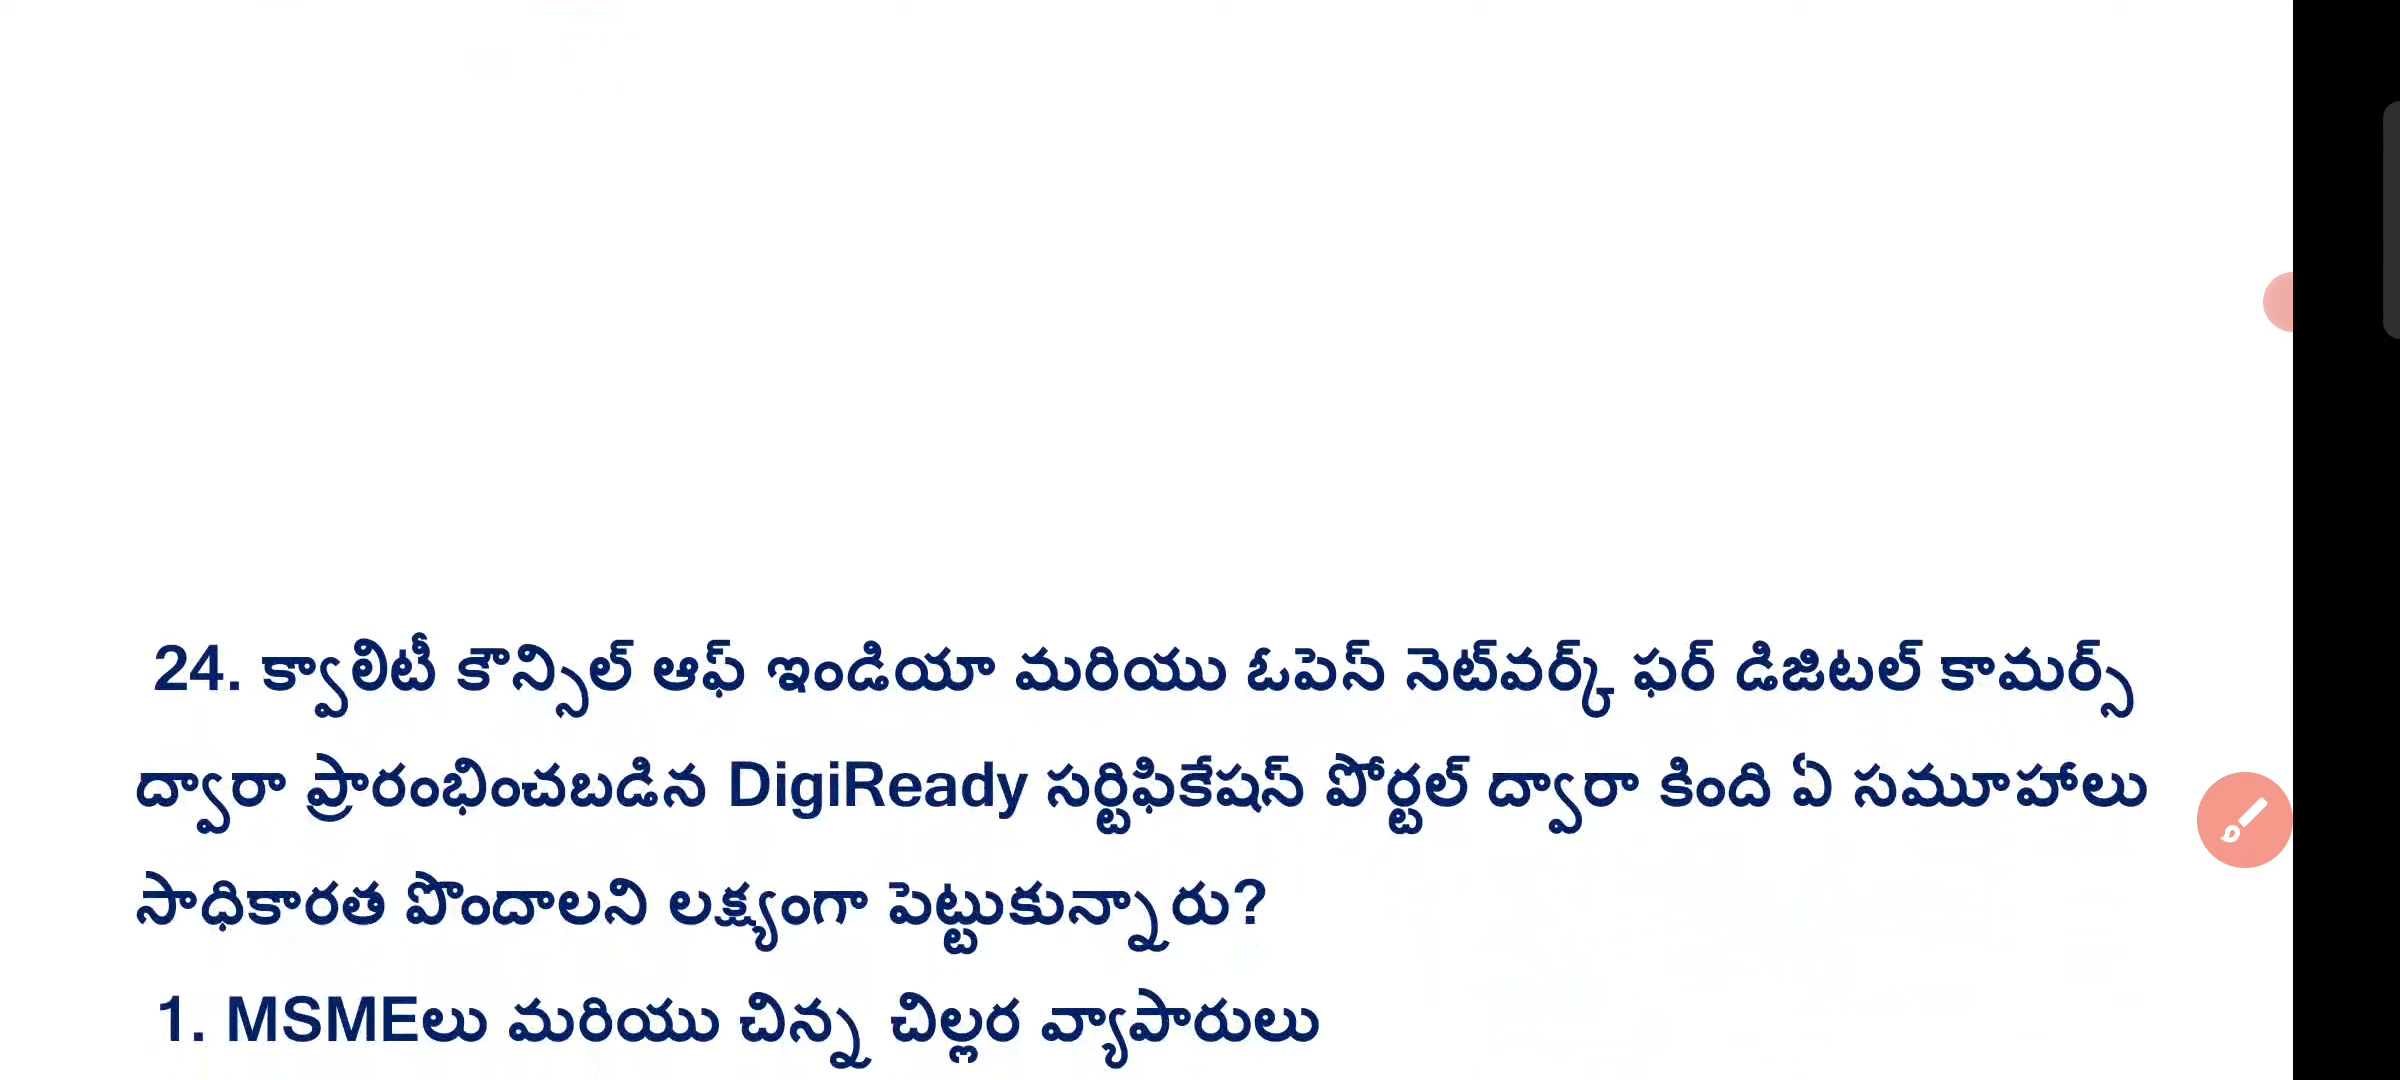 24. క్వాలిటీ కౌన్సిల్ ఆఫ్ ఇండియా మరియు ఓపెన్ నెట్‌వర్క్ ఫర్ డిజిటల్ కామర్స్
ద్వారా ప్రారంభించబడిన DigiReady సర్టిఫికేషన్ పోర్టల్ ద్వారా కింది ఏ సమూహాలు
సాధికారత పొందాలని లక్ష్యంగా పెట్టుకున్నారు?
1. MSMEలు మరియు చిన్న చిల్లర వ్యాపారులు